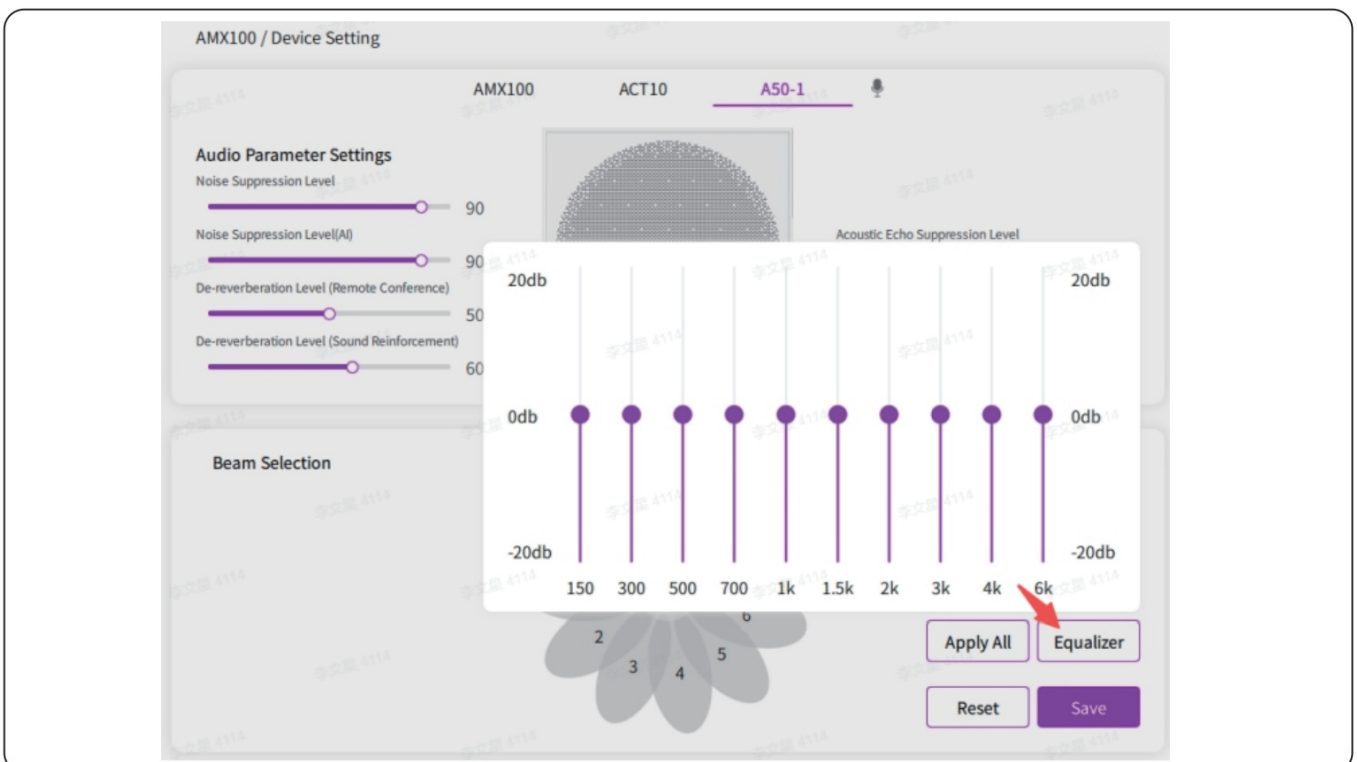 AMX100 / Device Setting
AMX100 ACT10 A50-1
Audio Parameter Settings
Noise Suppression Level
90
Noise Suppression Level(AI)
90
De-reverberation Level (Remote Conference)
50
De-reverberation Level (Sound Reinforcement)
60
Acoustic Echo Suppression Level
20db 20db
0db 0db
-20db -20db
150 300 500 700 1k 1.5k 2k 3k 4k 6k
Beam Selection
2 3 4 5 6
Apply All Equalizer
Reset Save